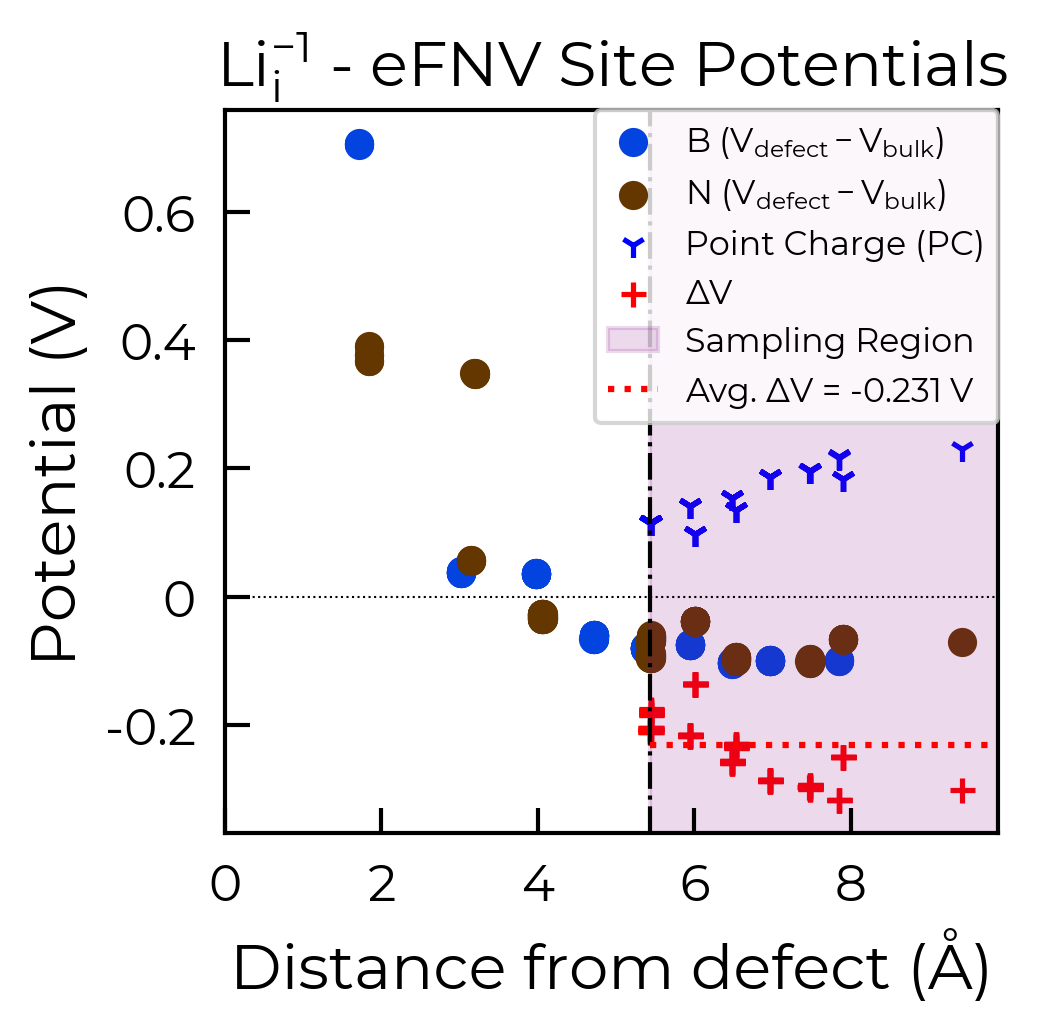 Li_i^{-1} - eFNV Site Potentials
B (V_defect − V_bulk)
N (V_defect − V_bulk)
Point Charge (PC)
ΔV
Sampling Region
Avg. ΔV = -0.231 V
Potential (V)
0.6
0.4
0.2
0
-0.2
0 2 4 6 8
Distance from defect (Å)